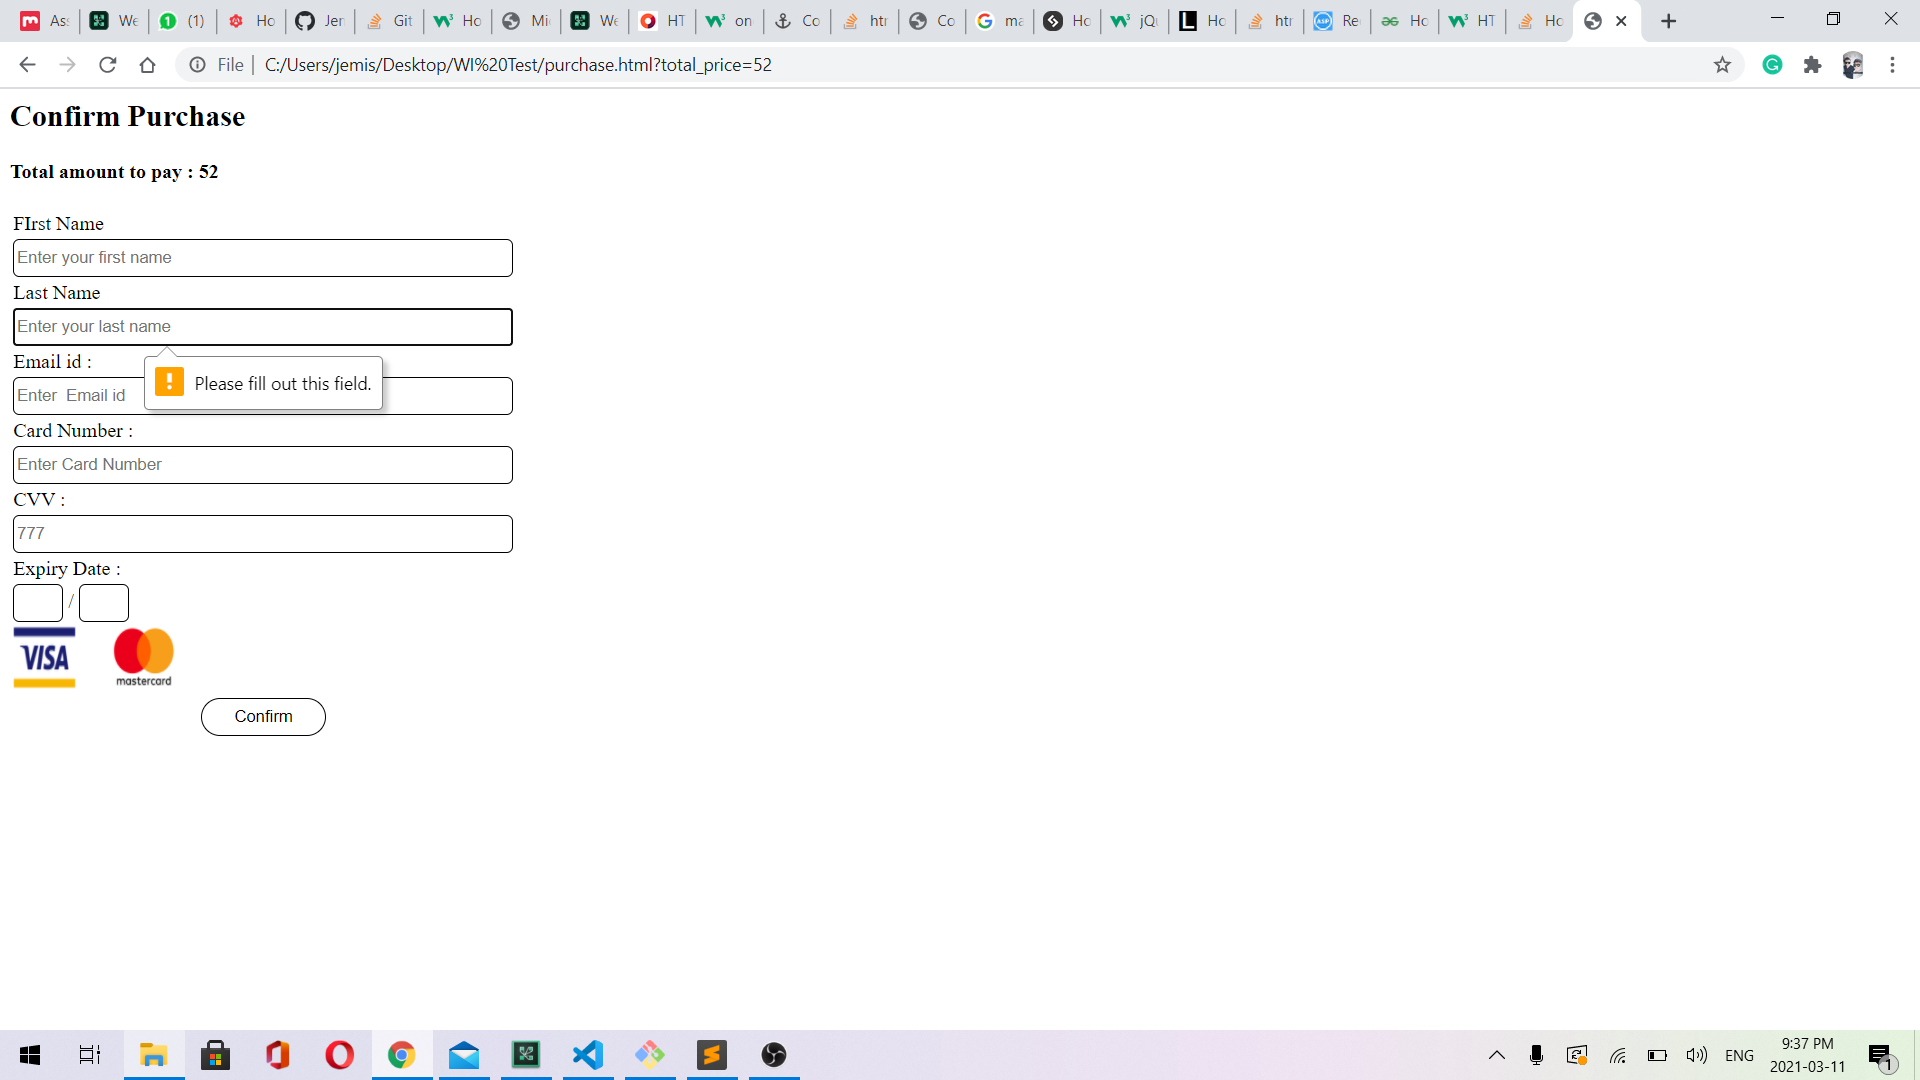 As We (1) Ho Jer Git Ho Mi We HT on Co htr Co ma Ho jQ Ho htr Re Ho HT Ho
File C:/Users/jemis/Desktop/WI%20Test/purchase.html?total_price=52
Confirm Purchase
Total amount to pay : 52
FIrst Name
Enter your first name
Last Name
Enter your last name
Email id :
Enter  Email id
Please fill out this field.
Card Number :
Enter Card Number
CVV :
777
Expiry Date :
/
VISA mastercard
Confirm
ENG
9:37 PM
2021-03-11
1